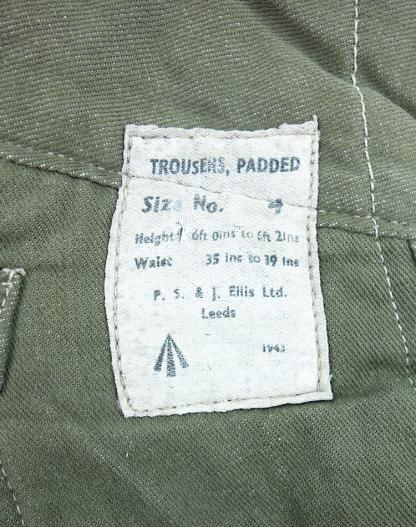 TROUSERS, PADDED
Size No. 4
Height 6ft 0ins to 6ft 2ins
Waist 35 ins to 39 ins
P. S. & J. Ellis Ltd.
Leeds
1943